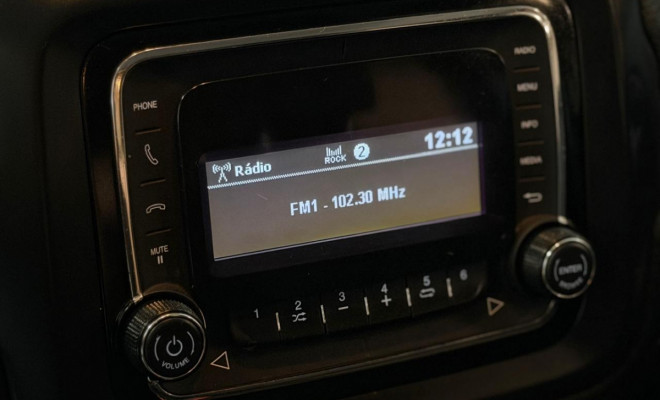 PHONE
MUTE
VOLUME
Rádio
ROCK
2
12:12
FM1 - 102.30 MHz
1 2 3 4 5 6
RADIO
MENU
INFO
MEDIA
ENTER